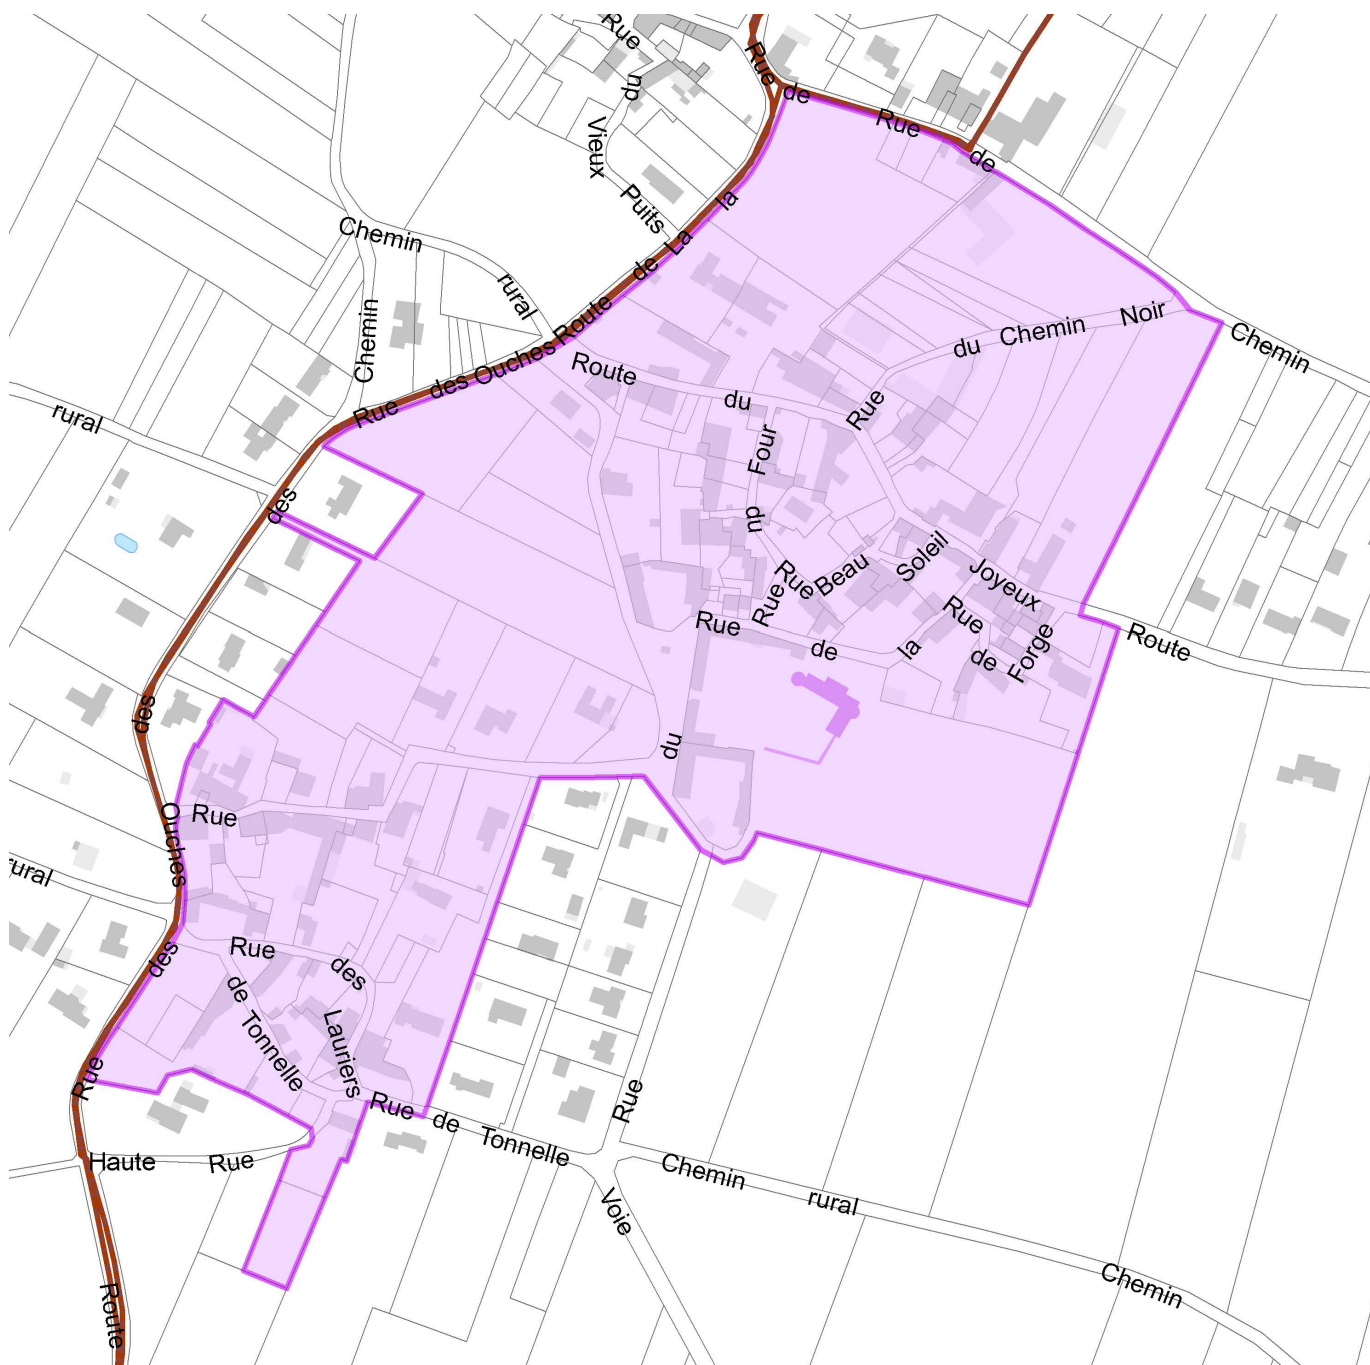 Rue
du
Vieux
Puits
Rue
de
la
Rue
de
Chemin
rural
Chemin
Route
de
La
Rue
des
Ouches
Route
du
Rue
du
Chemin
Noir
Chemin
rural
des
Four
du
Rue
Beau
Soleil
Joyeux
Rue
Rue
de
la
Rue
de
Forge
Route
des
du
Rue
Ouches
rural
des
Rue
des
Lauriers
de
Tonnelle
Rue
Rue
de
Tonnelle
Rue
Haute
Rue
Chemin
rural
Voie
Chemin
Route